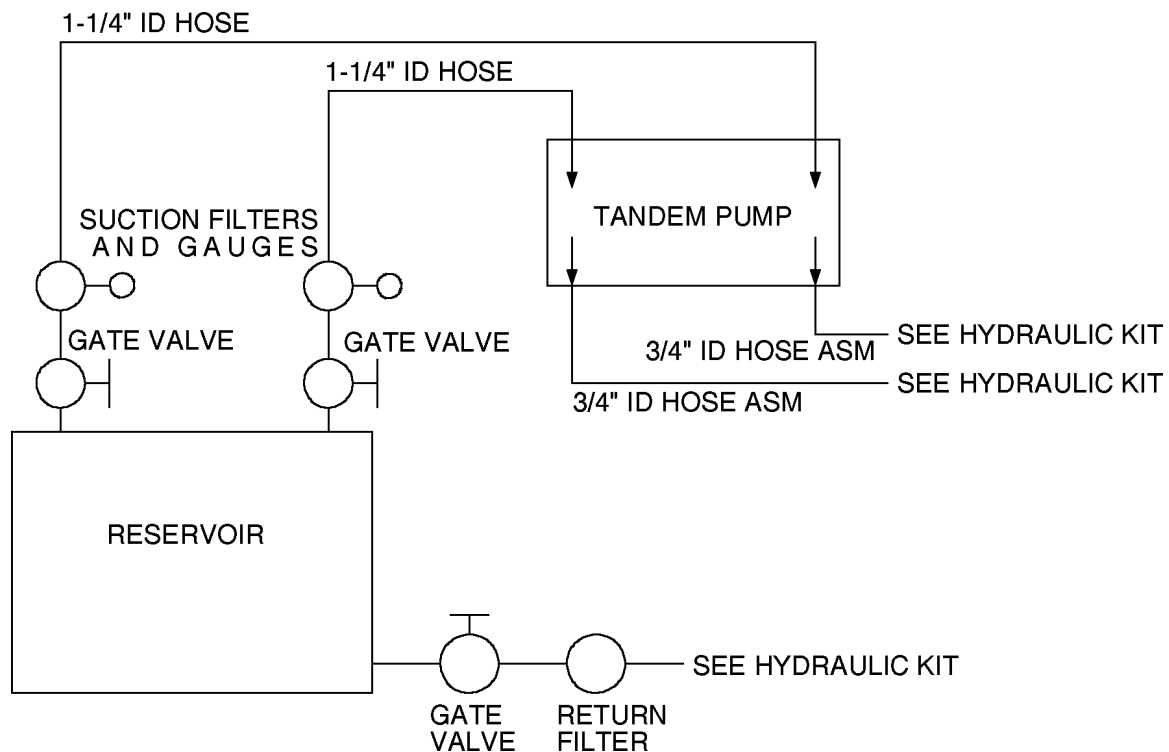 1-1/4" ID HOSE
1-1/4" ID HOSE
SUCTION FILTERS
AND GAUGES
TANDEM PUMP
GATE VALVE
GATE VALVE
3/4" ID HOSE ASM
SEE HYDRAULIC KIT
3/4" ID HOSE ASM
SEE HYDRAULIC KIT
RESERVOIR
SEE HYDRAULIC KIT
GATE
VALVE
RETURN
FILTER